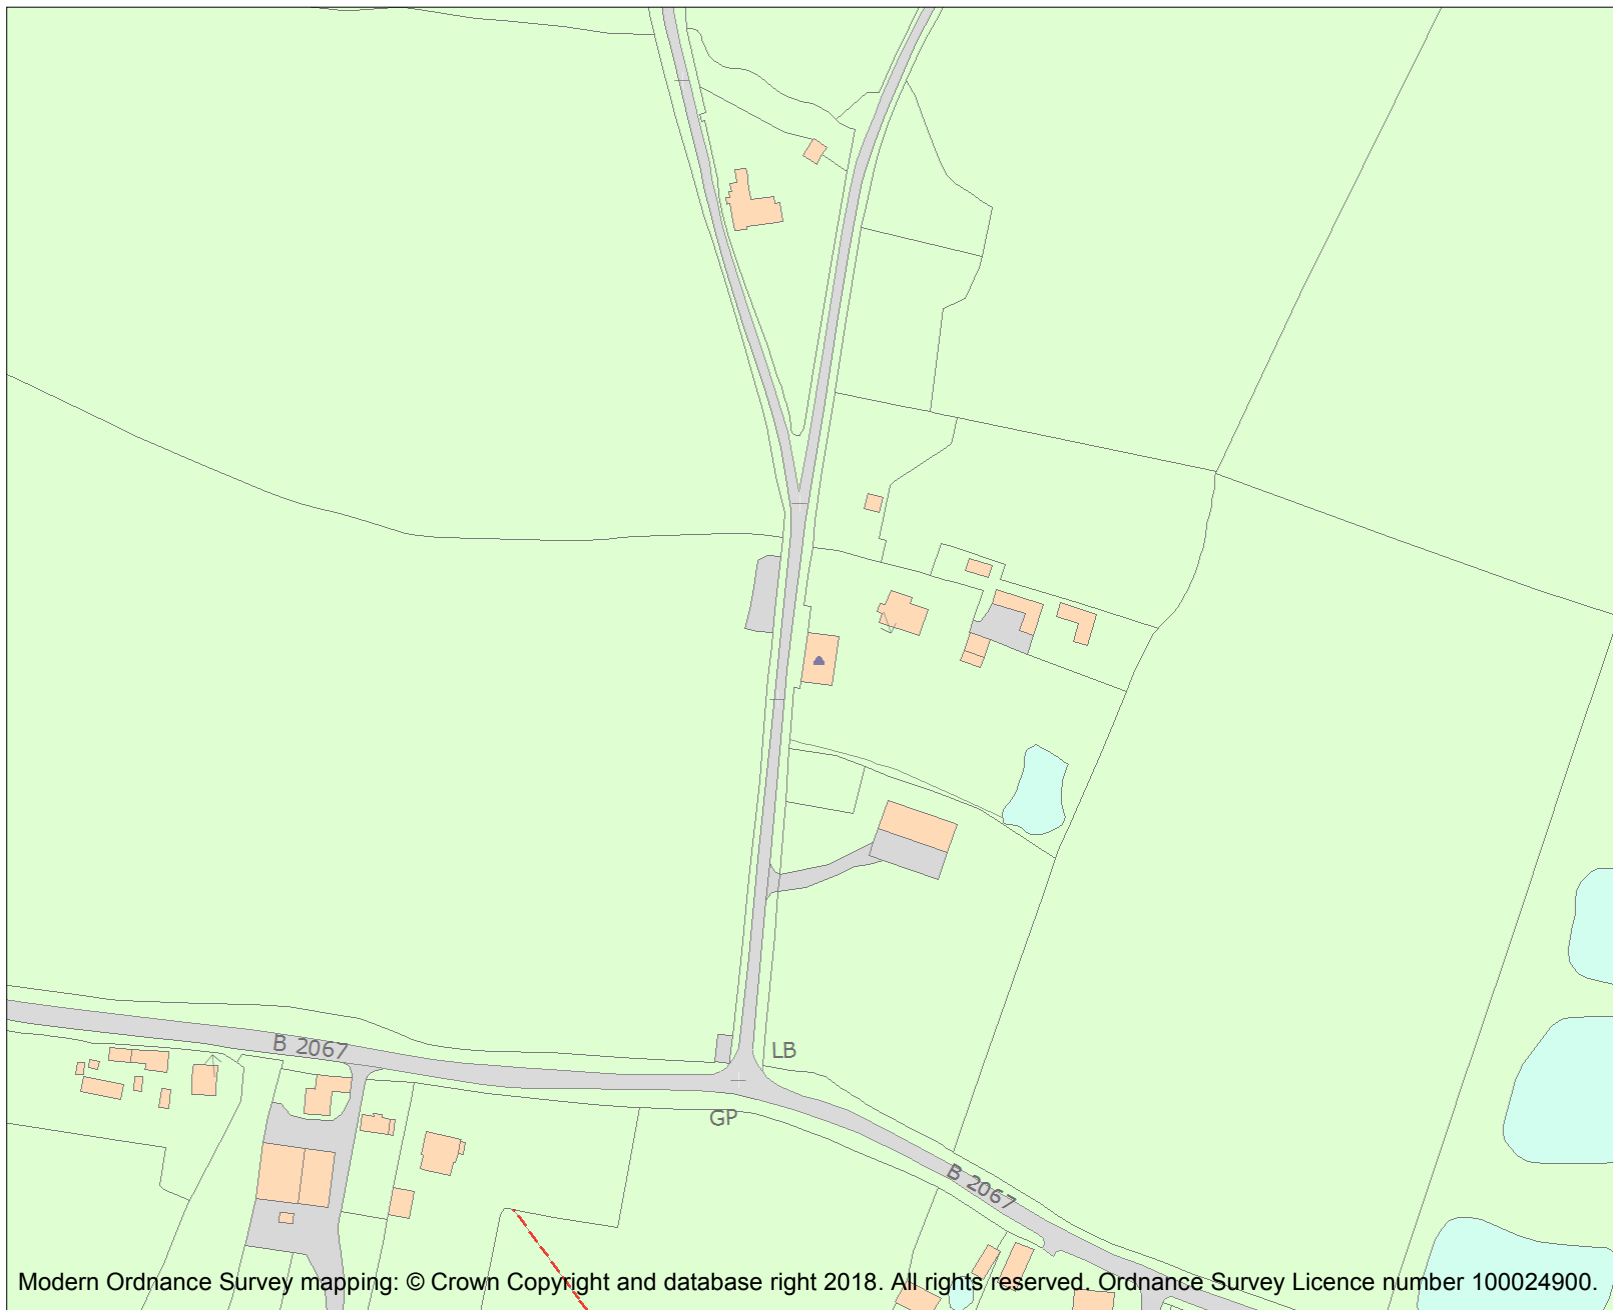 LB
B 2067
GP
B 2067
Modern Ordnance Survey mapping: © Crown Copyright and database right 2018. All rights reserved. Ordnance Survey Licence number 100024900.